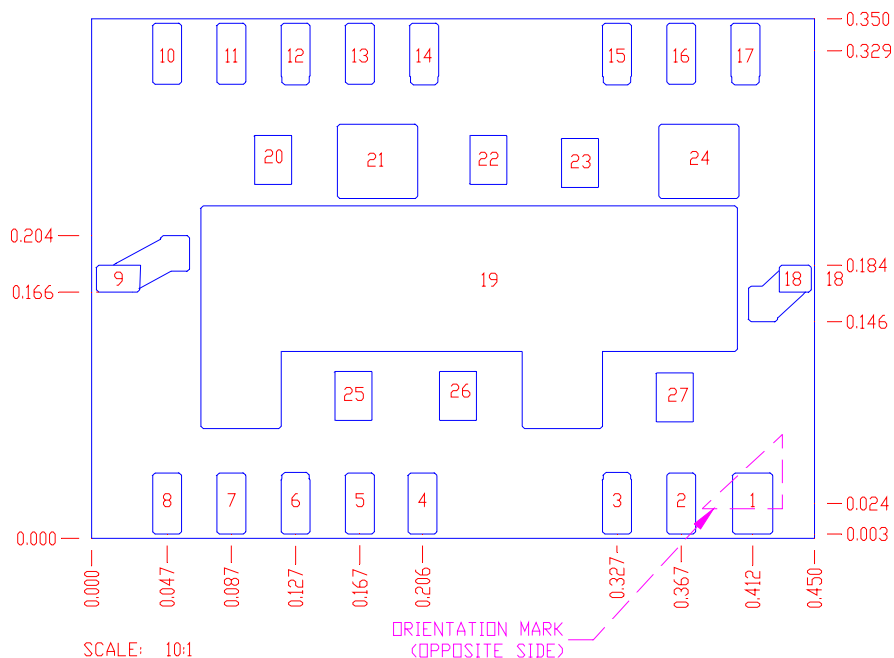 0.350
10 11 12 13 14 15 16 17
0.329
20 21 22 23 24
0.204
9 19 18 18
0.184
0.166
0.146
25 26 27
8 7 6 5 4 3 2 1
0.024
0.000
0.003
0.000 0.047 0.087 0.127 0.167 0.206 0.327 0.367 0.412 0.450
ORIENTATION MARK
(OPPOSITE SIDE)
SCALE: 10:1